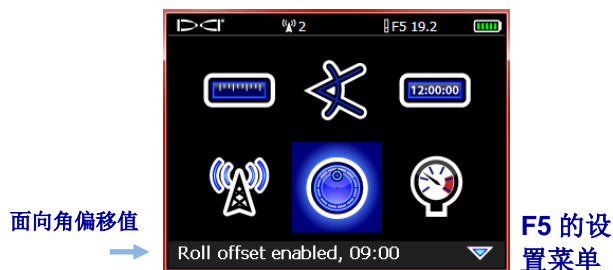 DCI 2 F5 19.2
12:00:00
面向角偏移值
Roll offset enabled, 09:00
F5 的设
置菜单